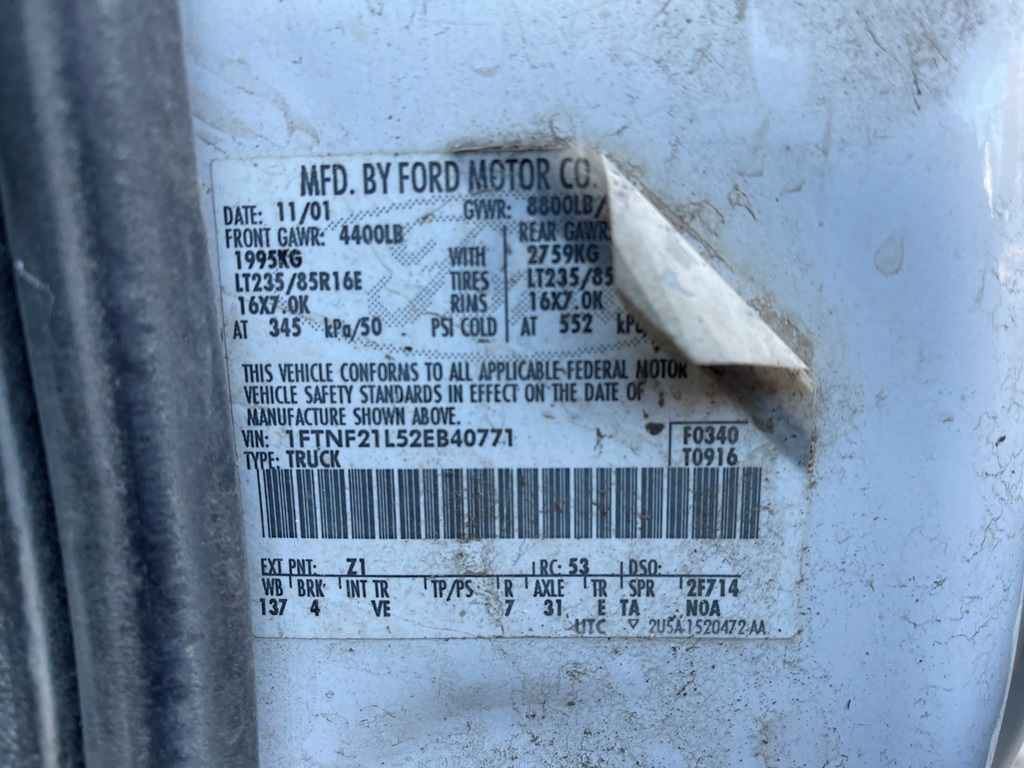 MFD. BY FORD MOTOR CO.
DATE: 11/01 GVWR: 8800LB/
FRONT GAWR: 4400LB REAR GAWR
1995KG WITH 2759KG
LT235/85R16E TIRES LT235/85
16X7.0K RIMS 16X7.0K
AT 345 kPa/50 PSI COLD AT 552 kPa
THIS VEHICLE CONFORMS TO ALL APPLICABLE FEDERAL MOTOR
VEHICLE SAFETY STANDARDS IN EFFECT ON THE DATE OF
MANUFACTURE SHOWN ABOVE.
VIN: 1FTNF21L52EB40771 F0340
TYPE: TRUCK T0916
EXT PNT: Z1 RC: 53 DSO:
WB BRK INT TR TP/PS R AXLE TR SPR 2F714
137 4 VE 7 31 E TA N0A
UTC ▽ 2U5A 1520472-AA